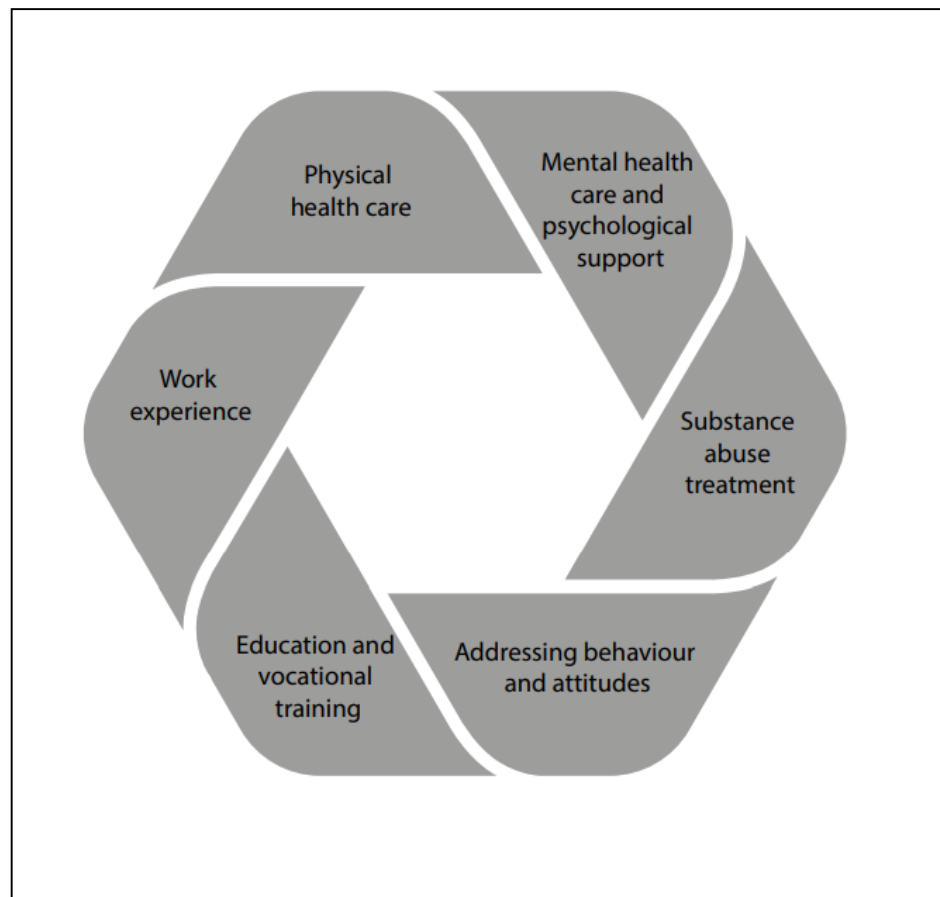 Physical
health care
Mental health
care and
psychological
support
Substance
abuse
treatment
Addressing behaviour
and attitudes
Education and
vocational
training
Work
experience